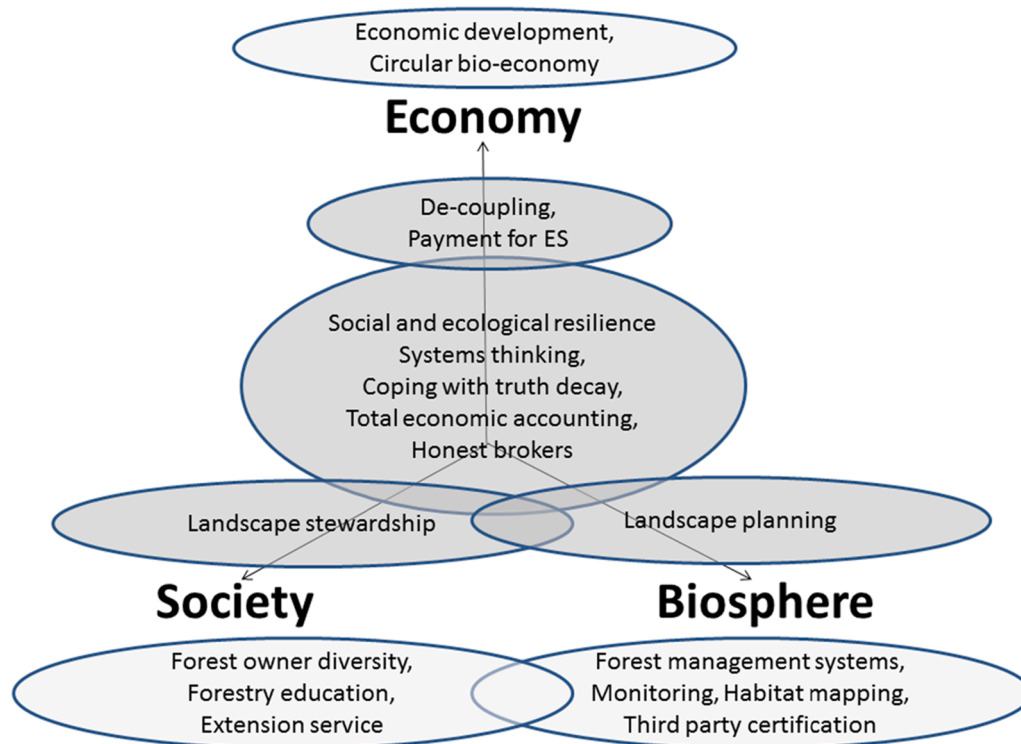 Economic development,
Circular bio-economy
Economy
De-coupling,
Payment for ES
Social and ecological resilience
Systems thinking,
Coping with truth decay,
Total economic accounting,
Honest brokers
Landscape stewardship
Landscape planning
Society
Biosphere
Forest owner diversity,
Forestry education,
Extension service
Forest management systems,
Monitoring, Habitat mapping,
Third party certification